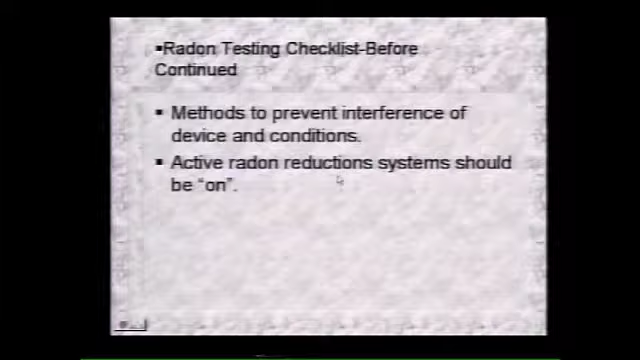 ▪Radon Testing Checklist-Before
Continued
▪ Methods to prevent interference of
device and conditions.
▪ Active radon reductions systems should
be “on”.